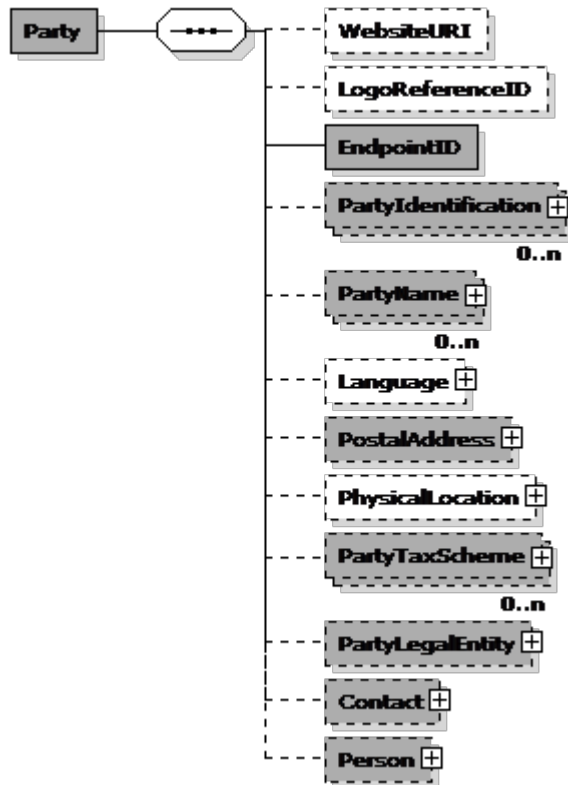 Party
WebsiteURI
LogoReferenceID
EndpointID
PartyIdentification
0..n
PartyName
0..n
Language
PostalAddress
PhysicalLocation
PartyTaxScheme
0..n
PartyLegalEntity
Contact
Person